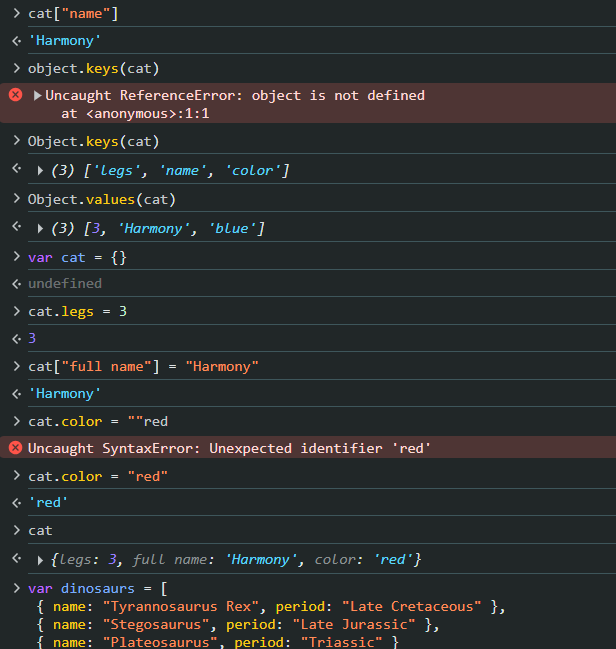 > cat["name"]
<· 'Harmony'
> object.keys(cat)
▶Uncaught ReferenceError: object is not defined
at <anonymous>:1:1
> Object.keys(cat)
<· ▶ (3) ['legs', 'name', 'color']
> Object.values(cat)
<· ▶ (3) [3, 'Harmony', 'blue']
> var cat = {}
<· undefined
> cat.legs = 3
<· 3
> cat["full name"] = "Harmony"
<· 'Harmony'
> cat.color = ""red
Uncaught SyntaxError: Unexpected identifier 'red'
> cat.color = "red"
<· 'red'
> cat
<· ▶ {legs: 3, full name: 'Harmony', color: 'red'}
> var dinosaurs = [
{ name: "Tyrannosaurus Rex", period: "Late Cretaceous" },
{ name: "Stegosaurus", period: "Late Jurassic" },
{ name: "Plateosaurus", period: "Triassic" }